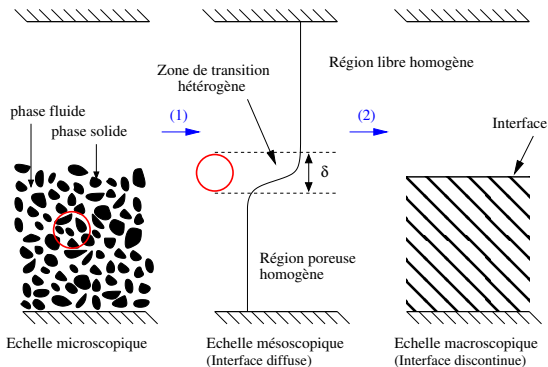 phase fluide
phase solide
(1)
Zone de transition
hétérogène
δ
Région libre homogène
(2)
Région poreuse
homogène
Interface
Echelle microscopique
Echelle mésoscopique
(Interface diffuse)
Echelle macroscopique
(Interface discontinue)